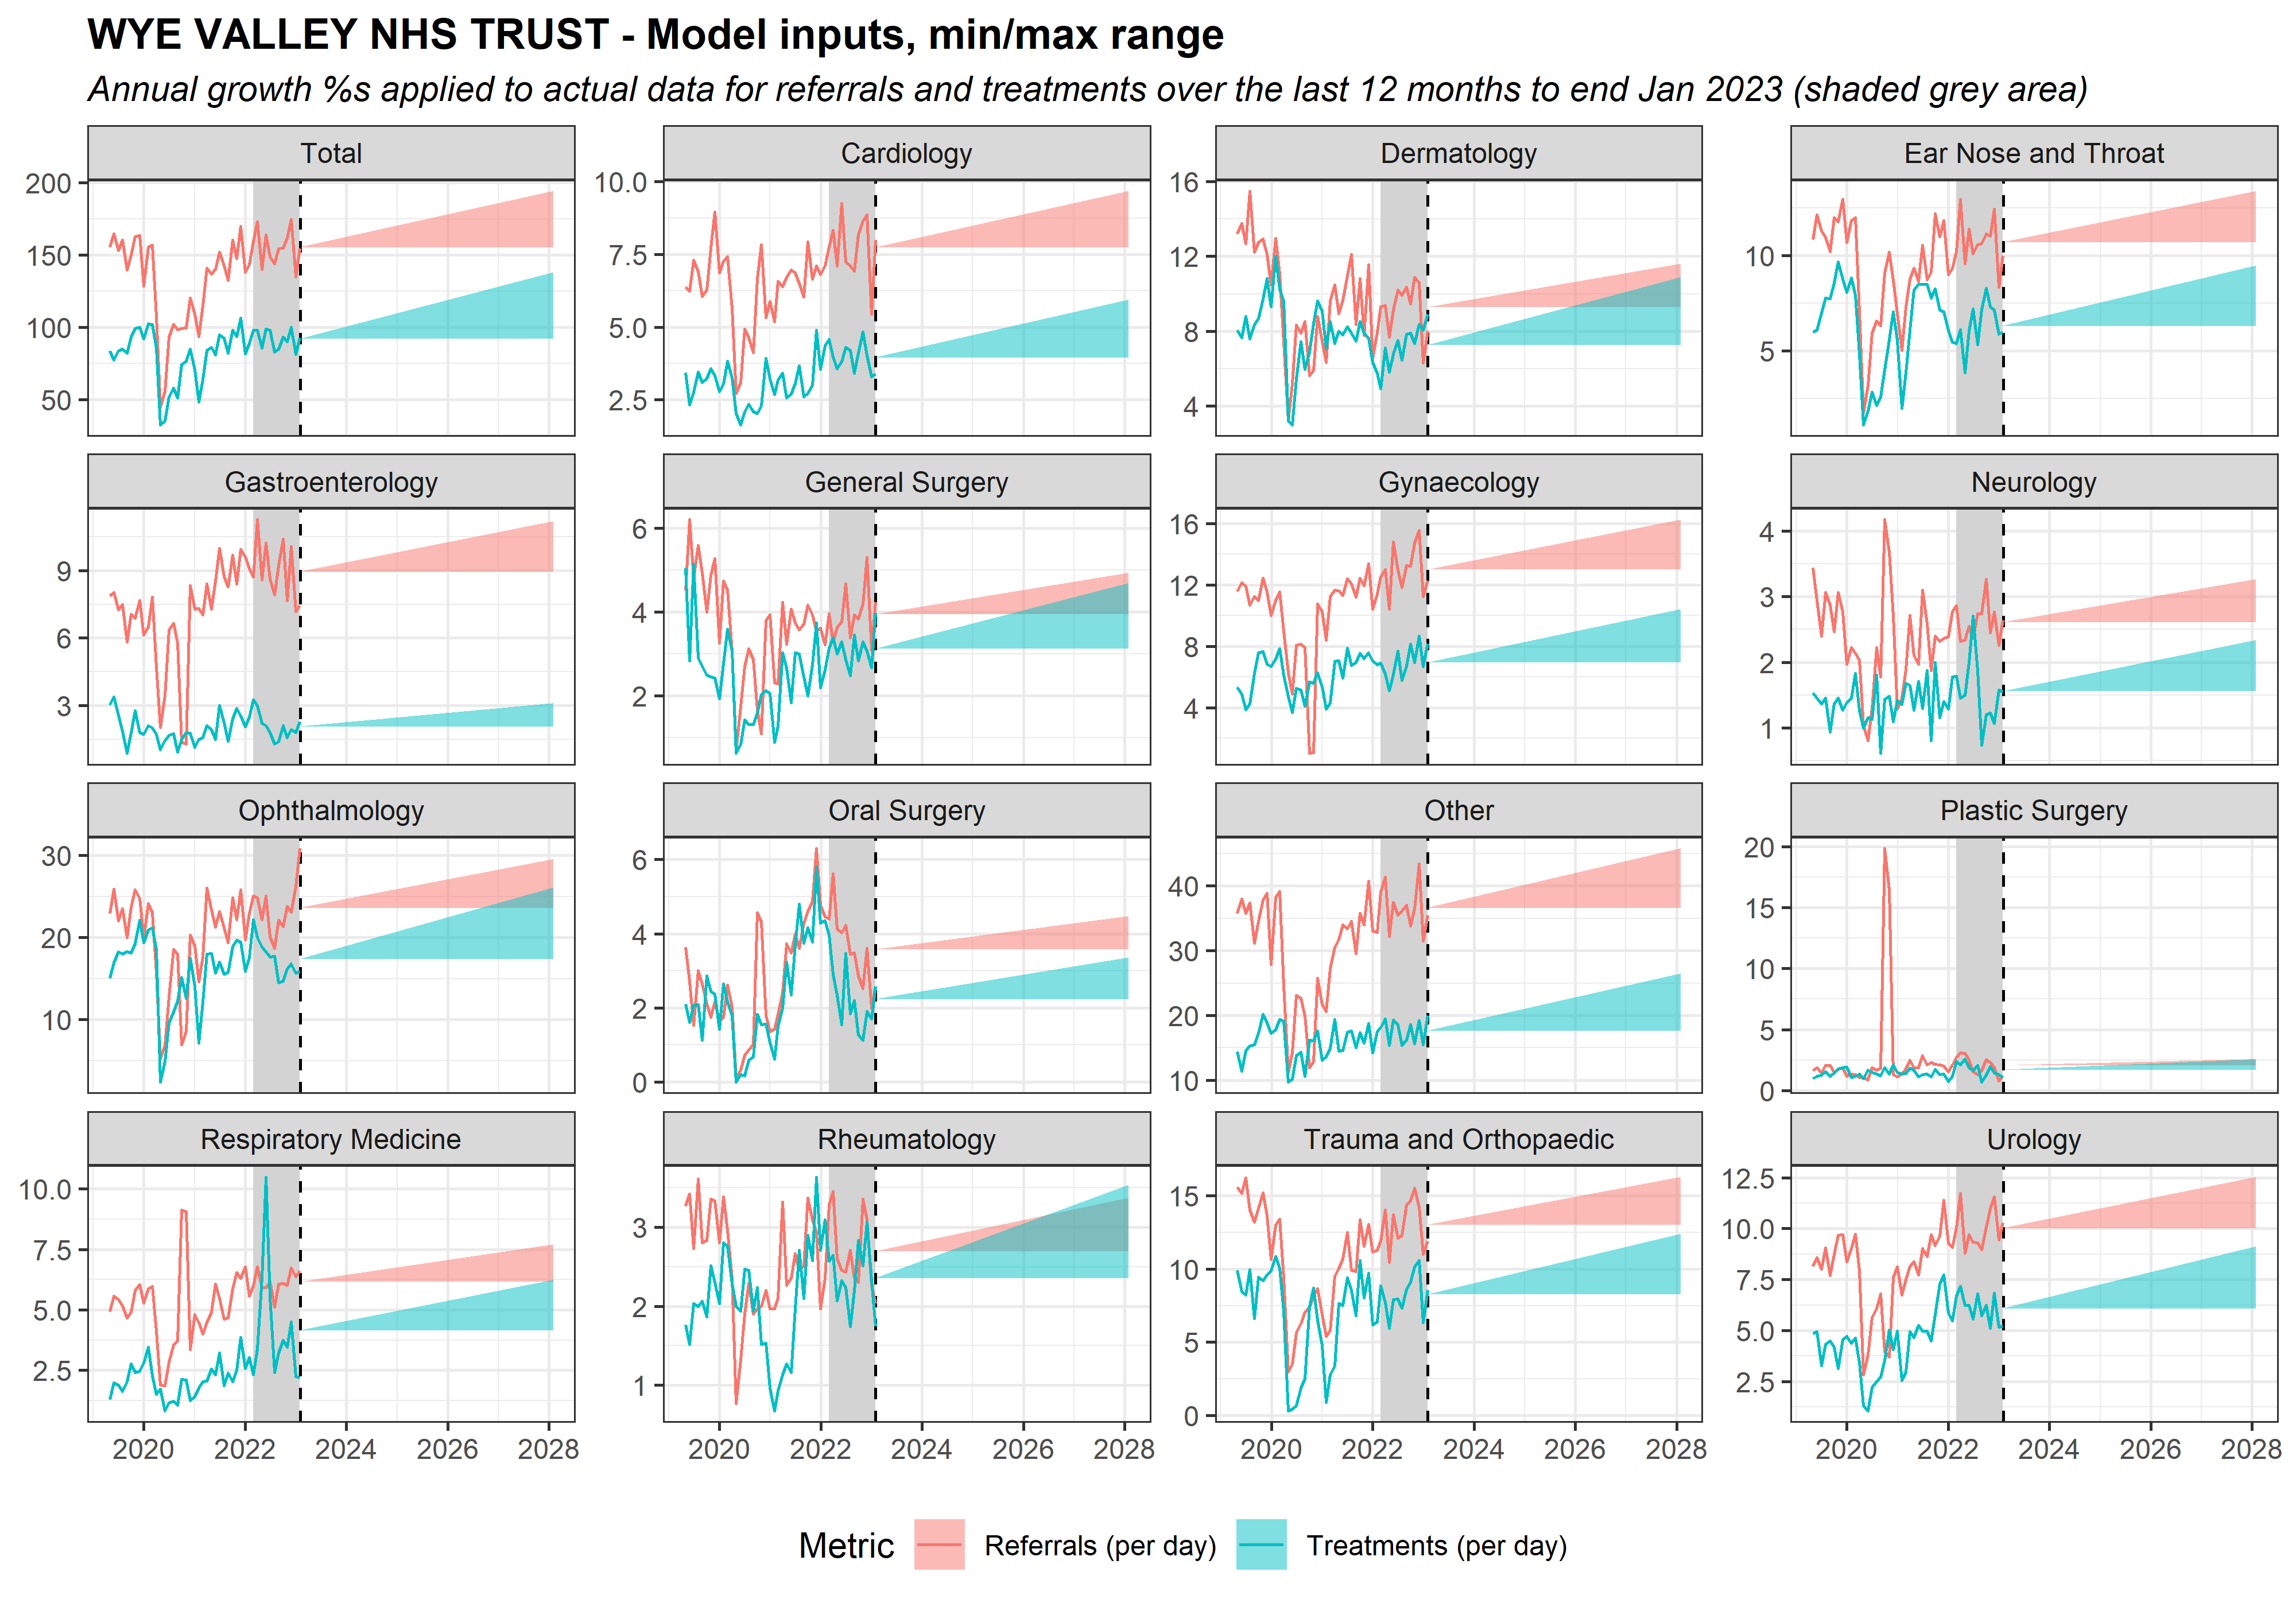 WYE VALLEY NHS TRUST - Model inputs, min/max range
Annual growth %s applied to actual data for referrals and treatments over the last 12 months to end Jan 2023 (shaded grey area)
Total
200
150
100
50
Cardiology
10.0
7.5
5.0
2.5
Dermatology
16
12
8
4
Ear Nose and Throat
10
5
Gastroenterology
9
6
3
General Surgery
6
4
2
Gynaecology
16
12
8
4
Neurology
4
3
2
1
Ophthalmology
30
20
10
Oral Surgery
6
4
2
0
Other
40
30
20
10
Plastic Surgery
20
15
10
5
0
Respiratory Medicine
10.0
7.5
5.0
2.5
2020 2022 2024 2026 2028
Rheumatology
3
2
1
2020 2022 2024 2026 2028
Trauma and Orthopaedic
15
10
5
0
2020 2022 2024 2026 2028
Urology
12.5
10.0
7.5
5.0
2.5
2020 2022 2024 2026 2028
Metric Referrals (per day) Treatments (per day)